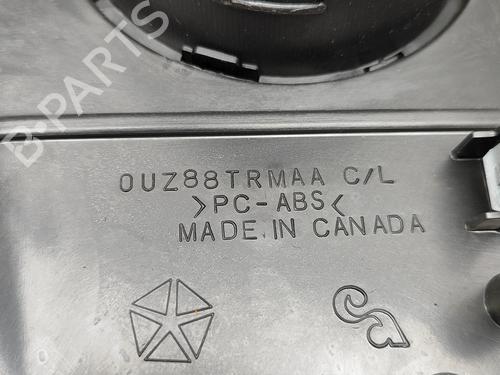 B-PARTS
0UZ88TRMAA C/L
>PC-ABS<
MADE IN CANADA